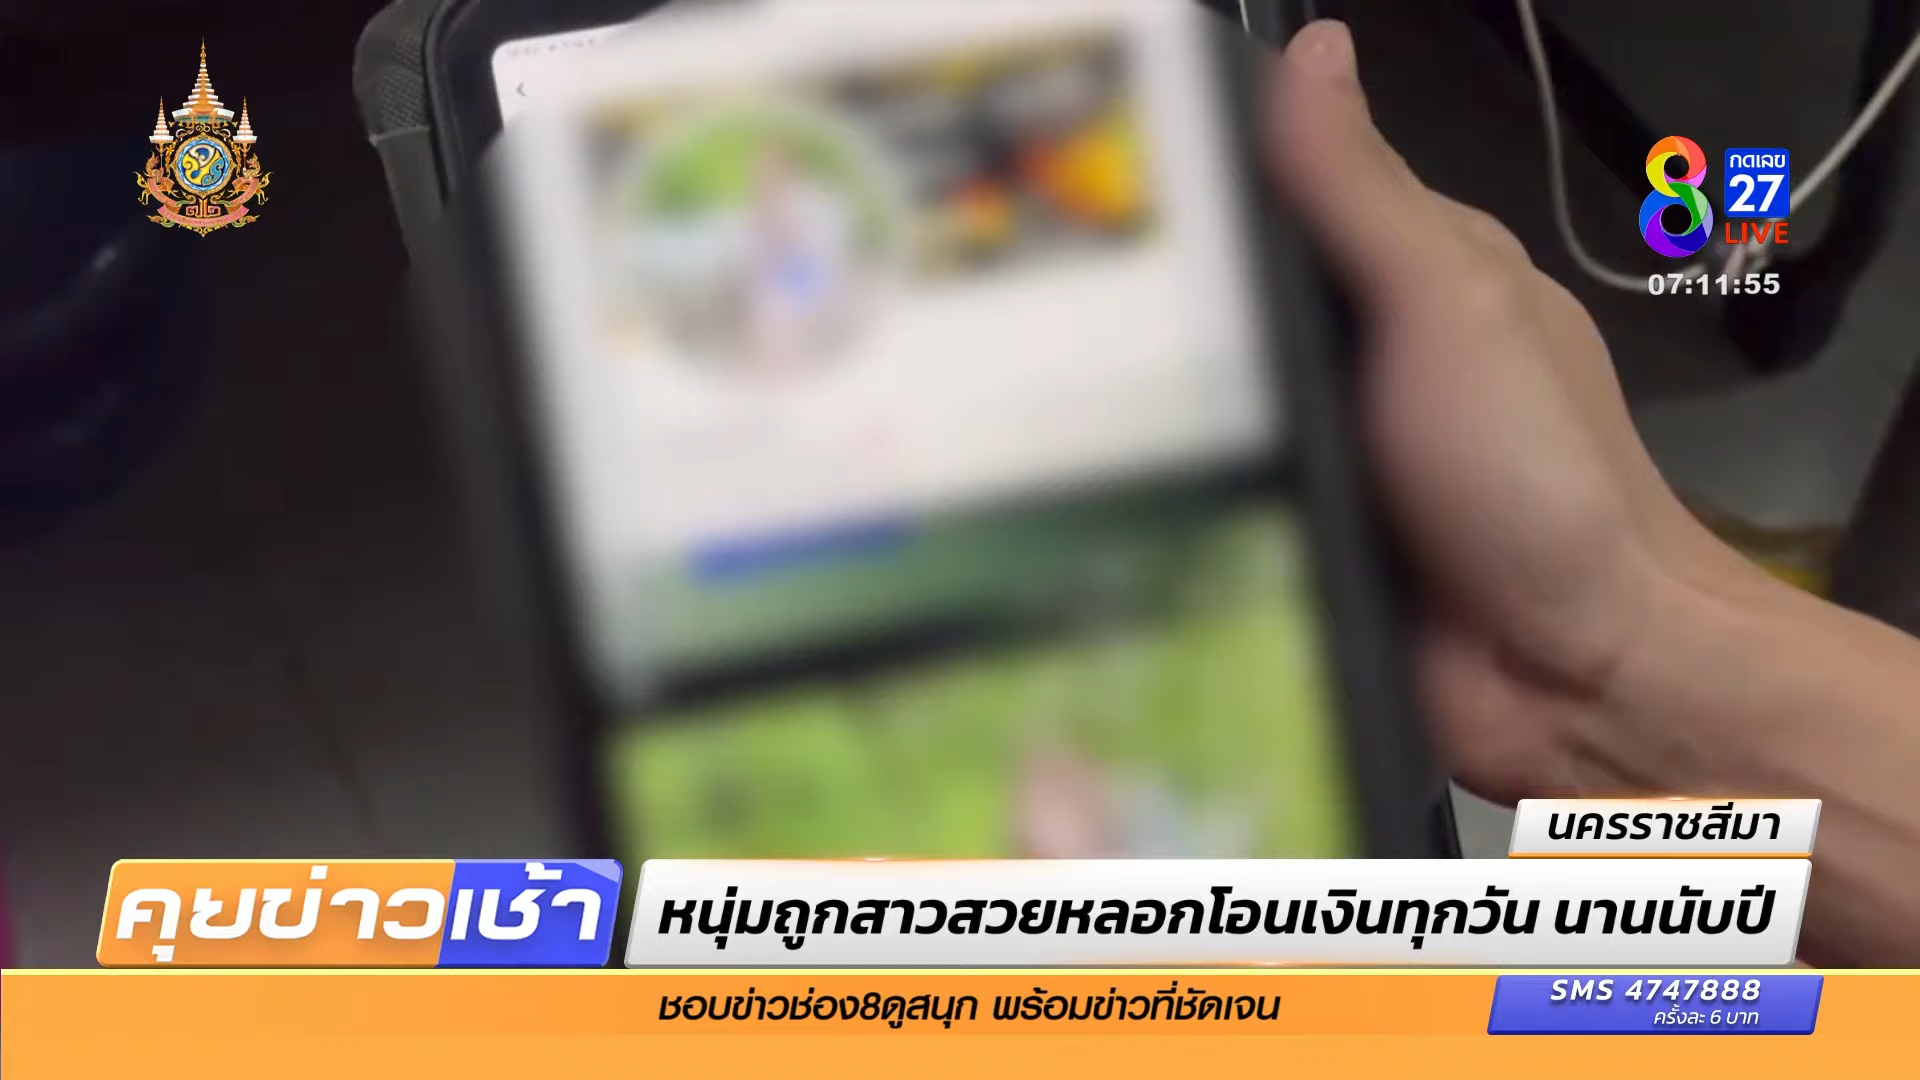 กดเลข
27
LIVE
07:11:55
นครราชสีมา
คุยข่าวเช้า
หนุ่มถูกสาวสวยหลอกโอนเงินทุกวัน นานนับปี
ชอบข่าวช่อง8ดูสนุก พร้อมข่าวที่ชัดเจน
SMS 4747888
ครั้งละ 6 บาท